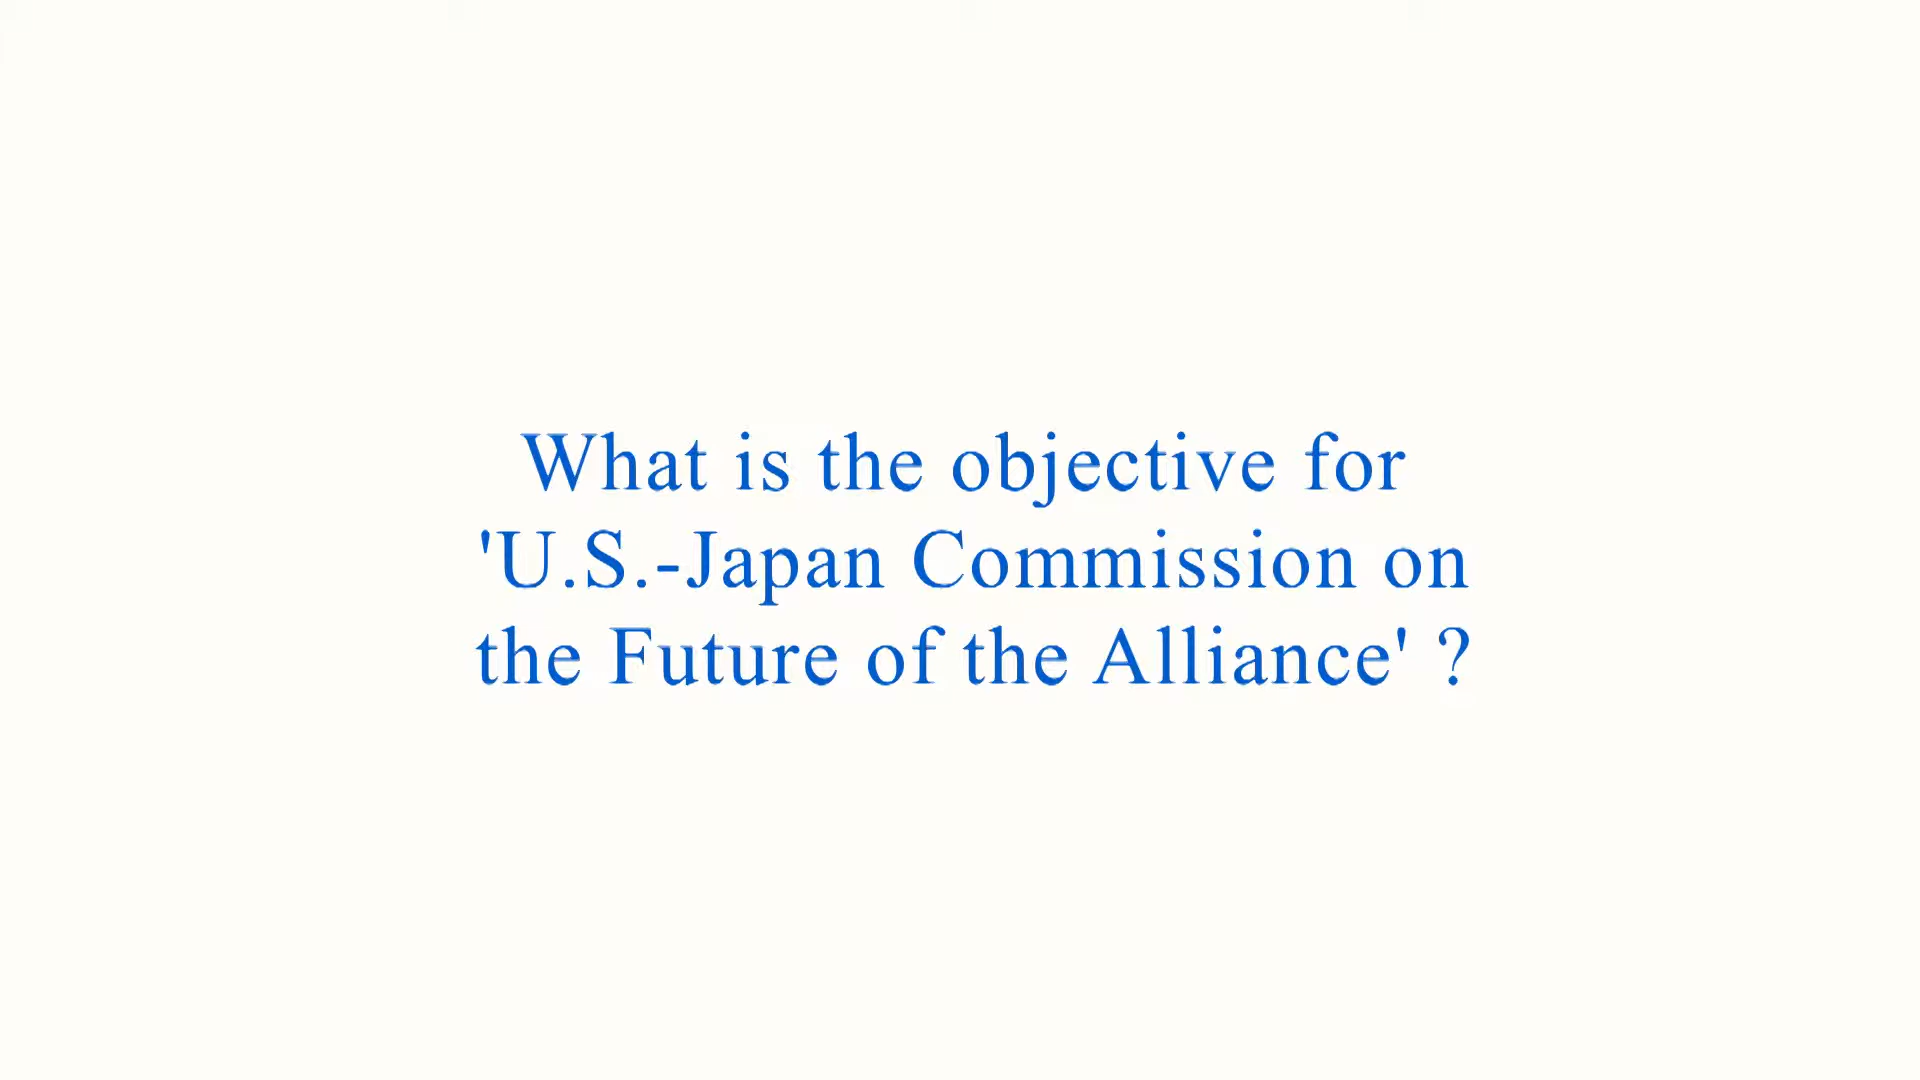 What is the objective for
'U.S.-Japan Commission on
the Future of the Alliance' ?